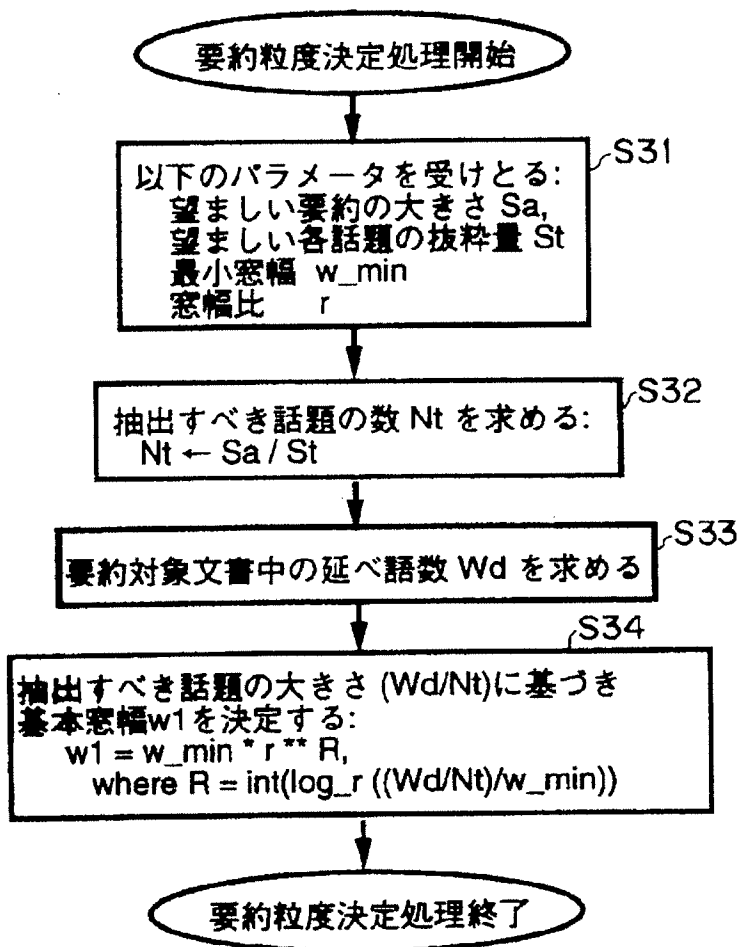 要約粒度決定処理開始
S31
以下のパラメータを受けとる:
望ましい要約の大きさ Sa,
望ましい各話題の抜粋量 St
最小窓幅 w_min
窓幅比 r
S32
抽出すべき話題の数 Nt を求める:
Nt ← Sa / St
S33
要約対象文書中の延べ語数 Wd を求める
S34
抽出すべき話題の大きさ (Wd/Nt)に基づき
基本窓幅w1を決定する:
w1 = w_min * r ** R,
where R = int(log_r ((Wd/Nt)/w_min))
要約粒度決定処理終了